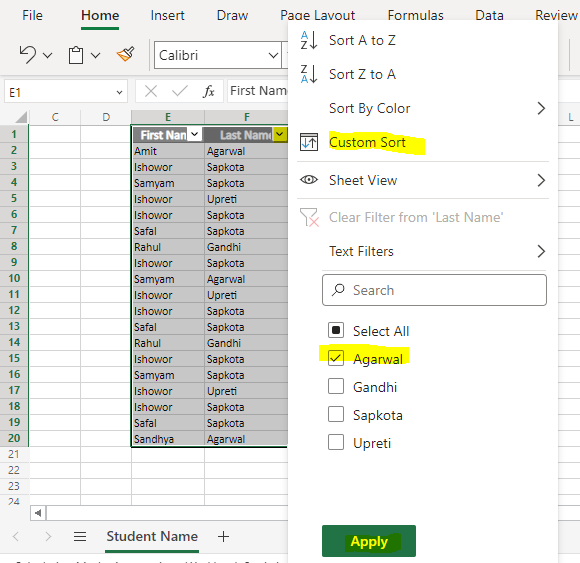 File Home Insert Draw Page Layout Formulas Data Review
Calibri
E1 fx First Name
C D E F L
1 First Nan Last Name
2 Amit Agarwal
3 Ishowor Sapkota
4 Samyam Sapkota
5 Ishowor Upreti
6 Ishowor Sapkota
7 Safal Sapkota
8 Rahul Gandhi
9 Ishowor Sapkota
10 Samyam Agarwal
11 Ishowor Upreti
12 Ishowor Sapkota
13 Safal Sapkota
14 Rahul Gandhi
15 Ishowor Sapkota
16 Samyam Sapkota
17 Ishowor Upreti
18 Ishowor Sapkota
19 Safal Sapkota
20 Sandhya Agarwal
21
22
23
24
Student Name
Sort A to Z
Sort Z to A
Sort By Color
Custom Sort
Sheet View
Clear Filter from 'Last Name'
Text Filters
Search
Select All
Agarwal
Gandhi
Sapkota
Upreti
Apply